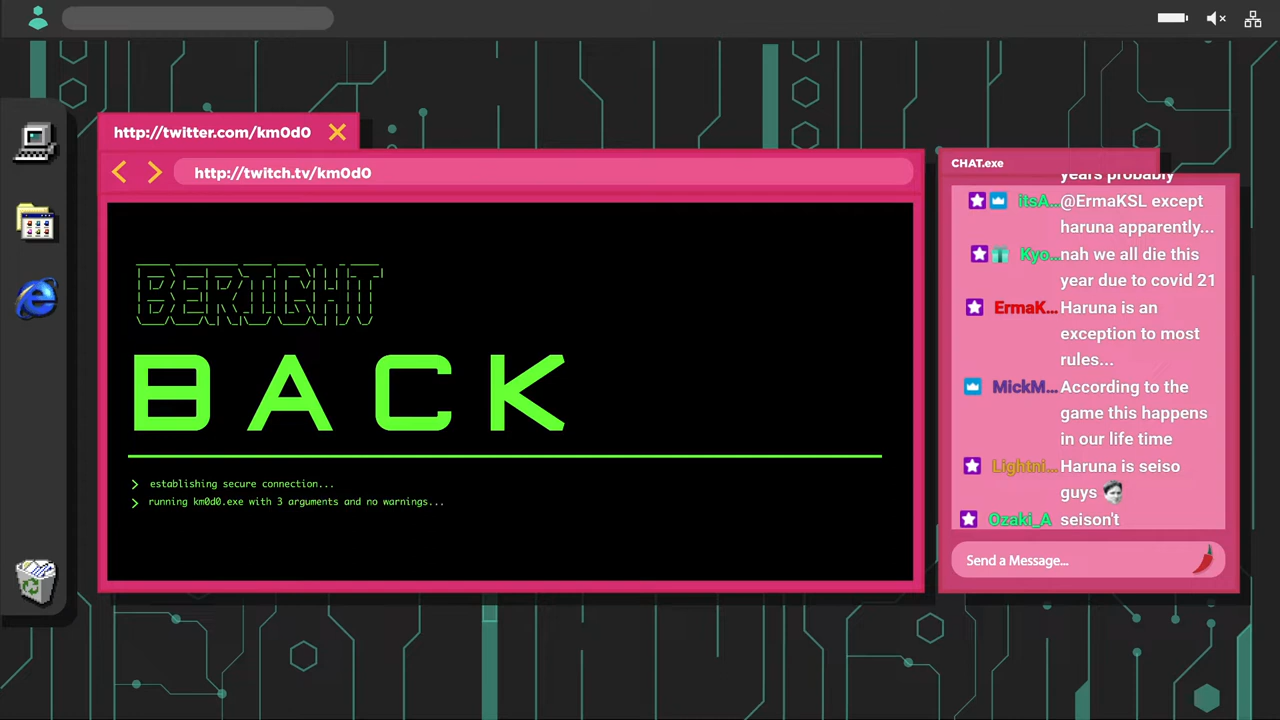 http://twitter.com/km0d0
http://twitch.tv/km0d0
BERIGHT
BACK
establishing secure connection...
running km0d0.exe with 3 arguments and no warnings...
CHAT.exe
years probably
itsA... @ErmaKSL except
haruna apparently...
Kyo... nah we all die this
year due to covid 21
ErmaK... Haruna is an
exception to most
rules...
MickM... According to the
game this happens
in our life time
Lightni... Haruna is seiso
guys
Ozaki_A seison't
Send a Message...